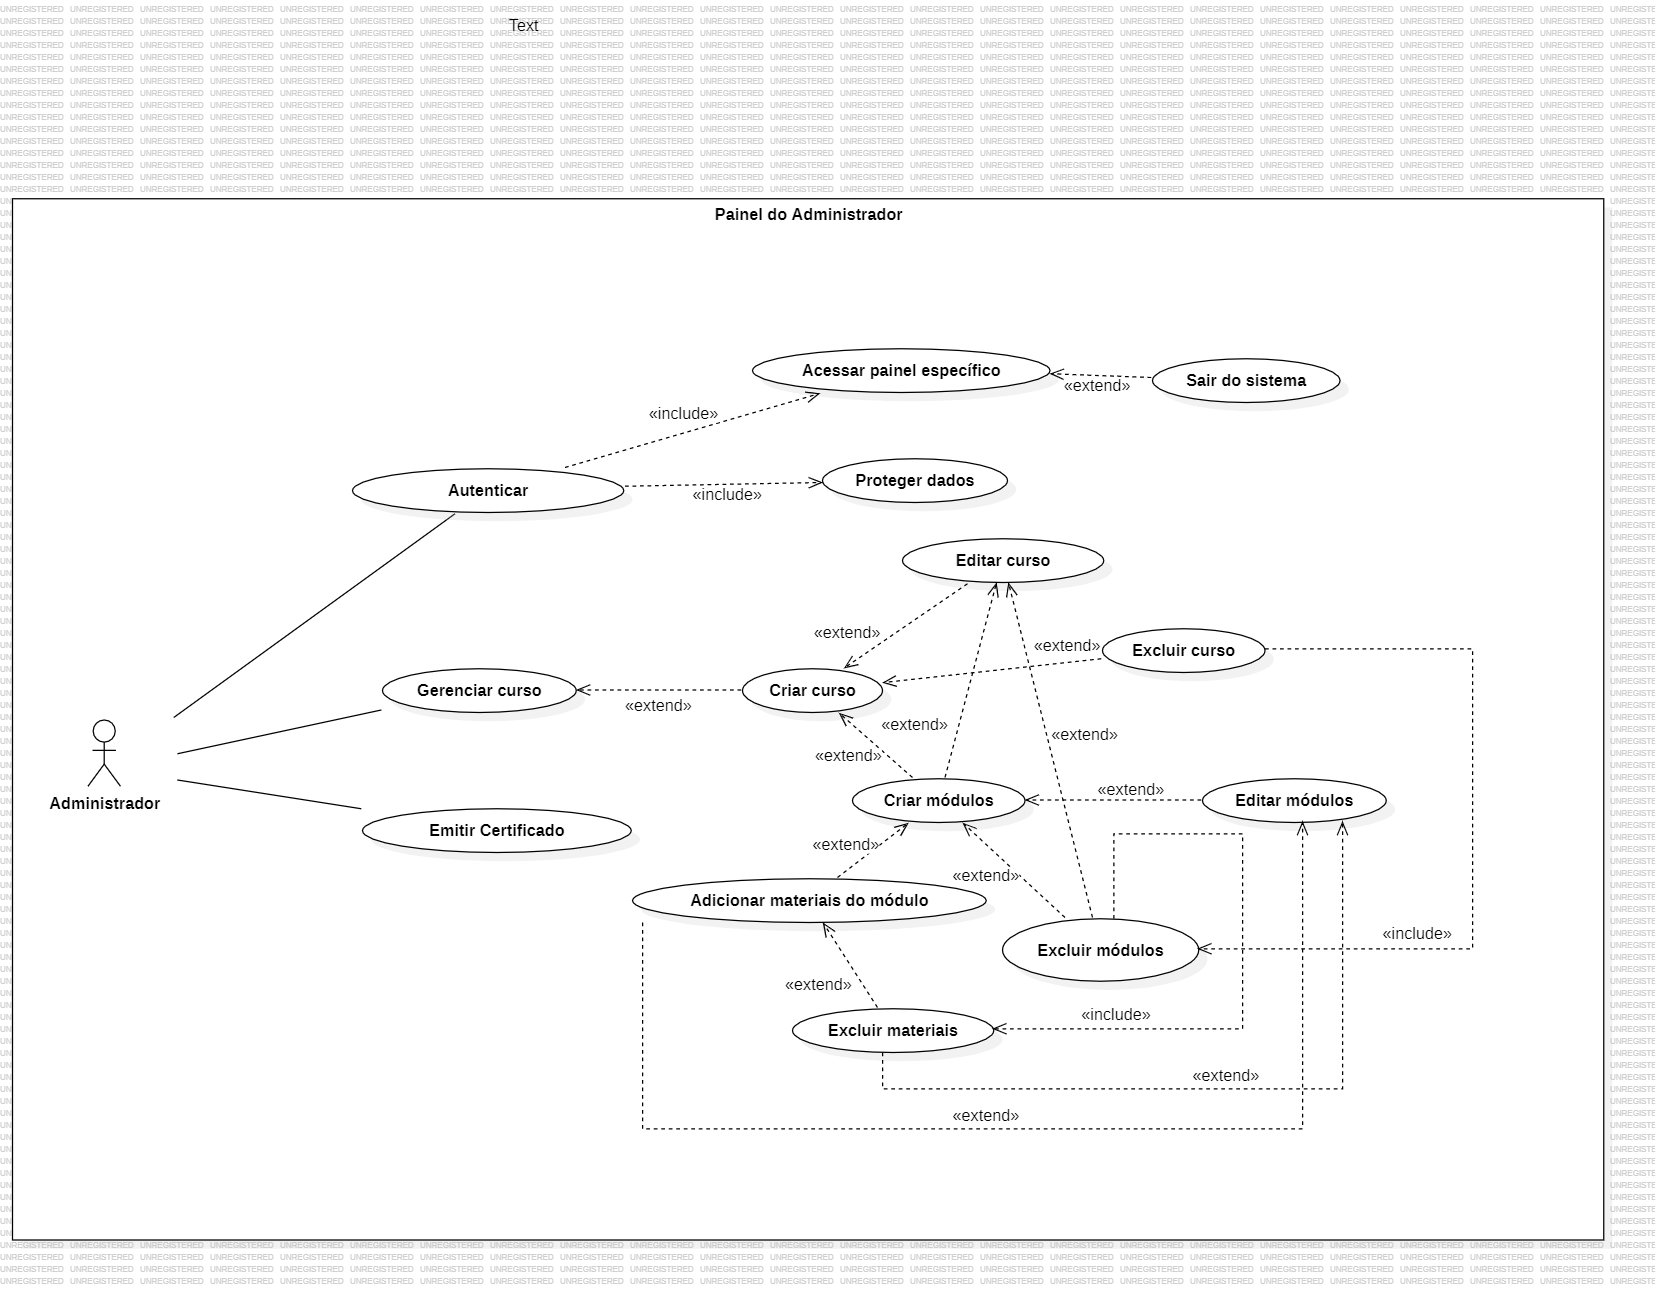 Text
Painel do Administrador
Acessar painel específico
Sair do sistema
«extend»
«include»
Autenticar
Proteger dados
«include»
Editar curso
«extend»
«extend»
Excluir curso
Gerenciar curso
Criar curso
«extend»
«extend»
«extend»
«extend»
Administrador
Criar módulos
«extend»
Editar módulos
Emitir Certificado
«extend»
«extend»
Adicionar materiais do módulo
Excluir módulos
«include»
«extend»
Excluir materiais
«include»
«extend»
«extend»
UNREGISTERED